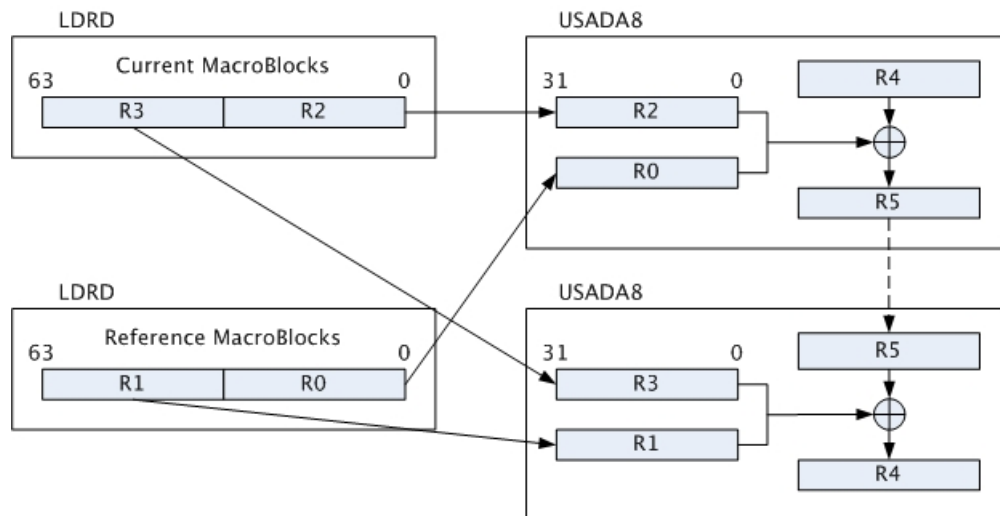 LDRD
Current MacroBlocks
63 0
R3 R2
LDRD
Reference MacroBlocks
63 0
R1 R0
USADA8
31 0
R2
R0
R4
R5
USADA8
31 0
R3
R1
R5
R4